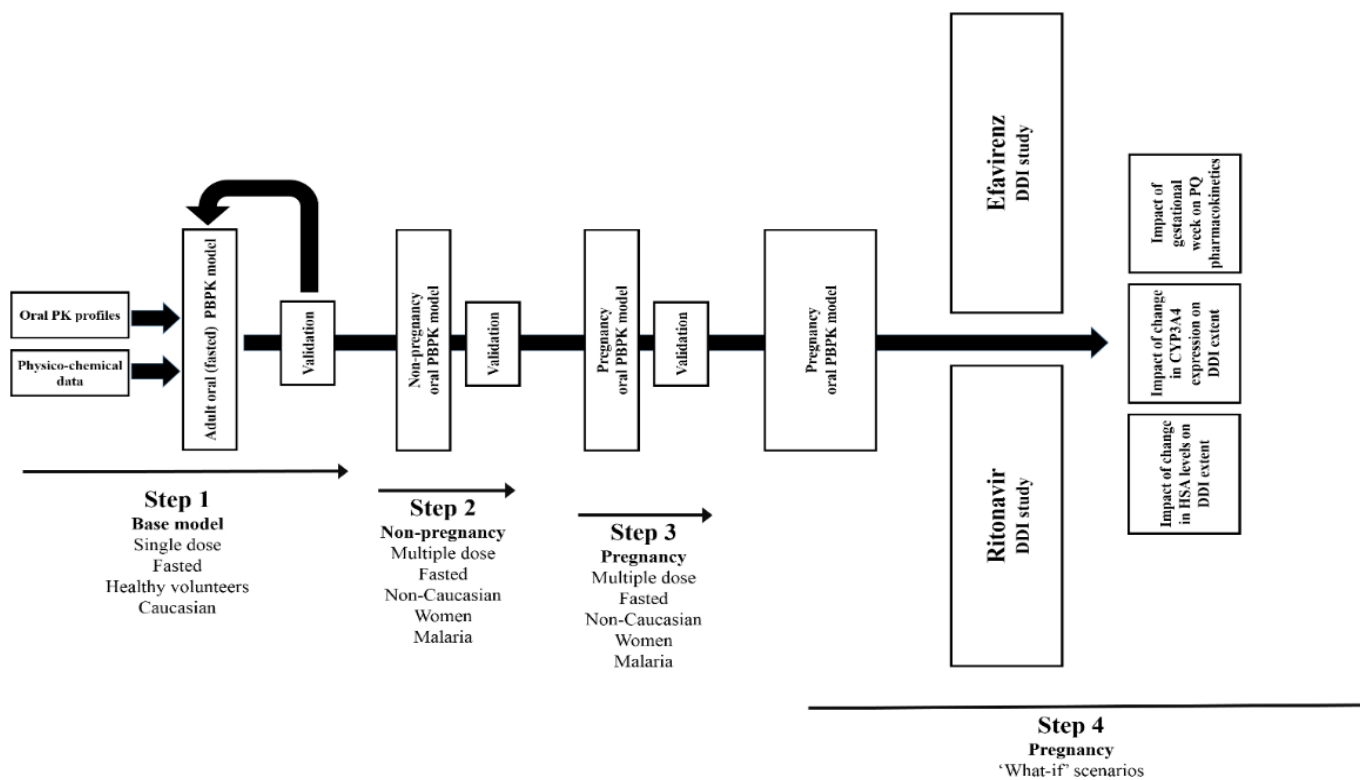 Oral PK profiles
Physico-chemical
data
Adult oral (fasted) PBPK model
Validation
Step 1
Base model
Single dose
Fasted
Healthy volunteers
Caucasian
Non-pregnancy
oral PBPK model
Validation
Step 2
Non-pregnancy
Multiple dose
Fasted
Non-Caucasian
Women
Malaria
Pregnancy
oral PBPK model
Validation
Step 3
Pregnancy
Multiple dose
Fasted
Non-Caucasian
Women
Malaria
Pregnancy
oral PBPK model
Efavirenz
DDI study
Ritonavir
DDI study
Impact of
gestational
week on PQ
pharmacokinetics
Impact of change
in CYP3A4
expression on
DDI extent
Impact of change
in HSA levels on
DDI extent
Step 4
Pregnancy
‘What-if’ scenarios